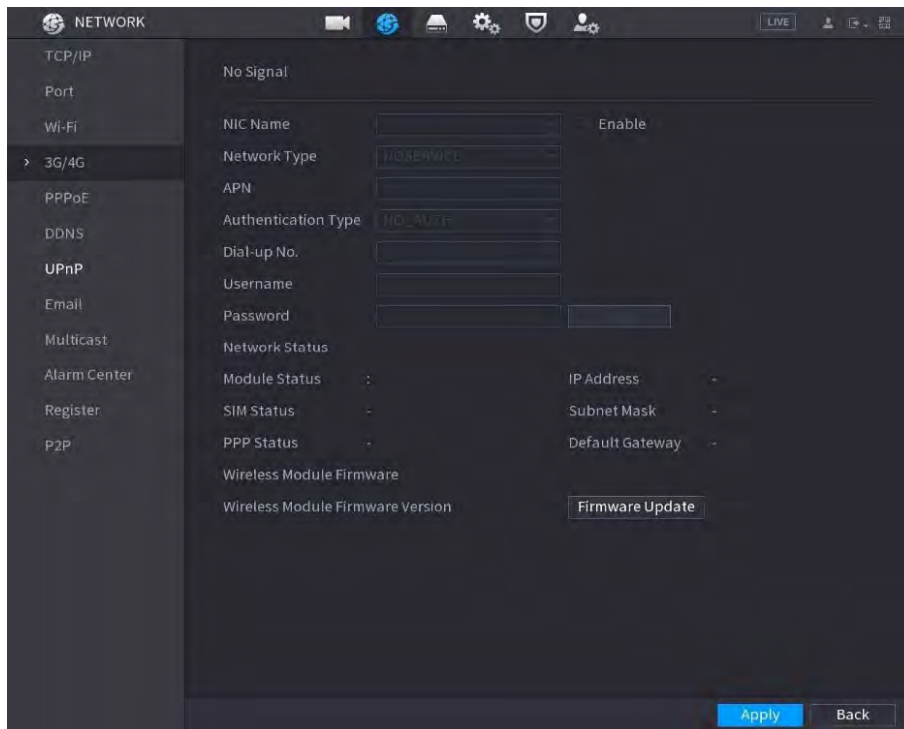 NETWORK LIVE
TCP/IP
Port
Wi-Fi
3G/4G
PPPoE
DDNS
UPnP
Email
Multicast
Alarm Center
Register
P2P
No Signal
NIC Name Enable
Network Type NOSERVICE
APN
Authentication Type NO_AUTH
Dial-up No.
Username
Password
Network Status
Module Status : IP Address -
SIM Status - Subnet Mask -
PPP Status - Default Gateway -
Wireless Module Firmware
Wireless Module Firmware Version Firmware Update
Apply Back